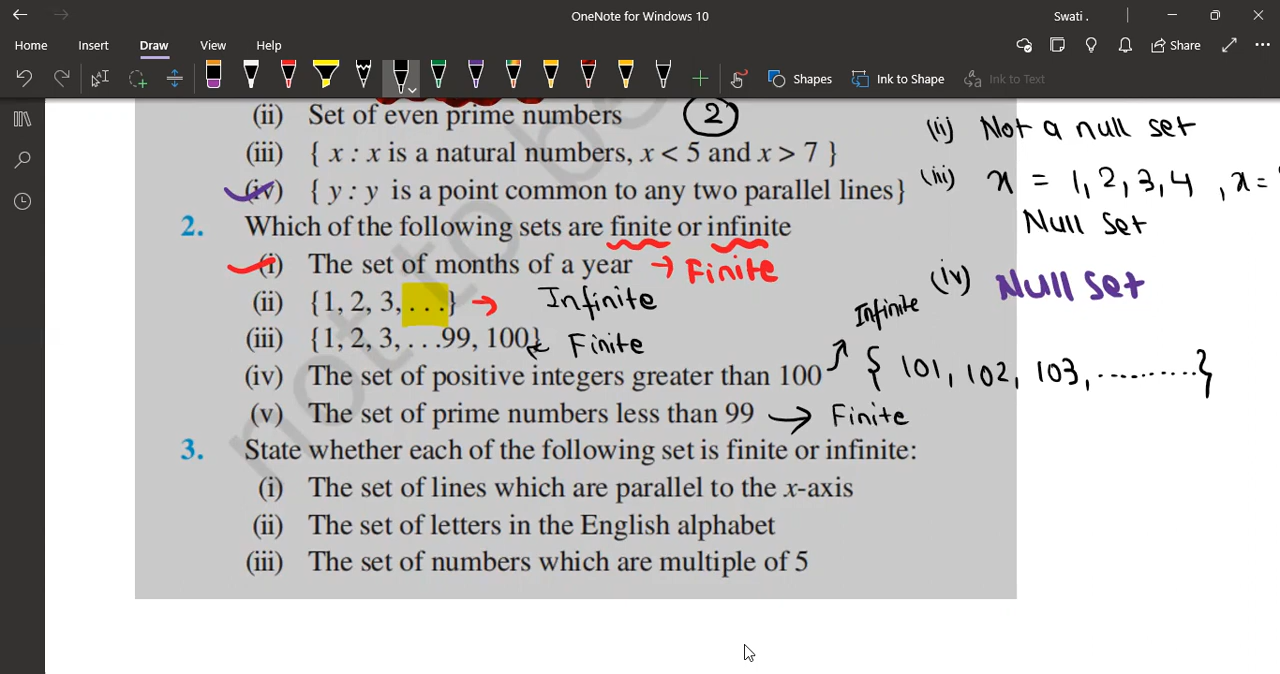 OneNote for Windows 10
Swati .
Home Insert Draw View Help
Share
Shapes Ink to Shape Ink to Text
(ii) Set of even prime numbers 2 (ii) Not a null set
(iii) { x : x is a natural numbers, x < 5 and x > 7 } (iii) x = 1, 2, 3, 4 , x =
Null Set
(iv) { y : y is a point common to any two parallel lines}
2. Which of the following sets are finite or infinite
(i) The set of months of a year → Finite (iv) Null set
(ii) {1, 2, 3, . . .} → Infinite
Infinite
(iii) {1, 2, 3, . . .99, 100} Finite
(iv) The set of positive integers greater than 100 { 101, 102, 103, ..........}
(v) The set of prime numbers less than 99 → Finite
3. State whether each of the following set is finite or infinite:
(i) The set of lines which are parallel to the x-axis
(ii) The set of letters in the English alphabet
(iii) The set of numbers which are multiple of 5
not to be